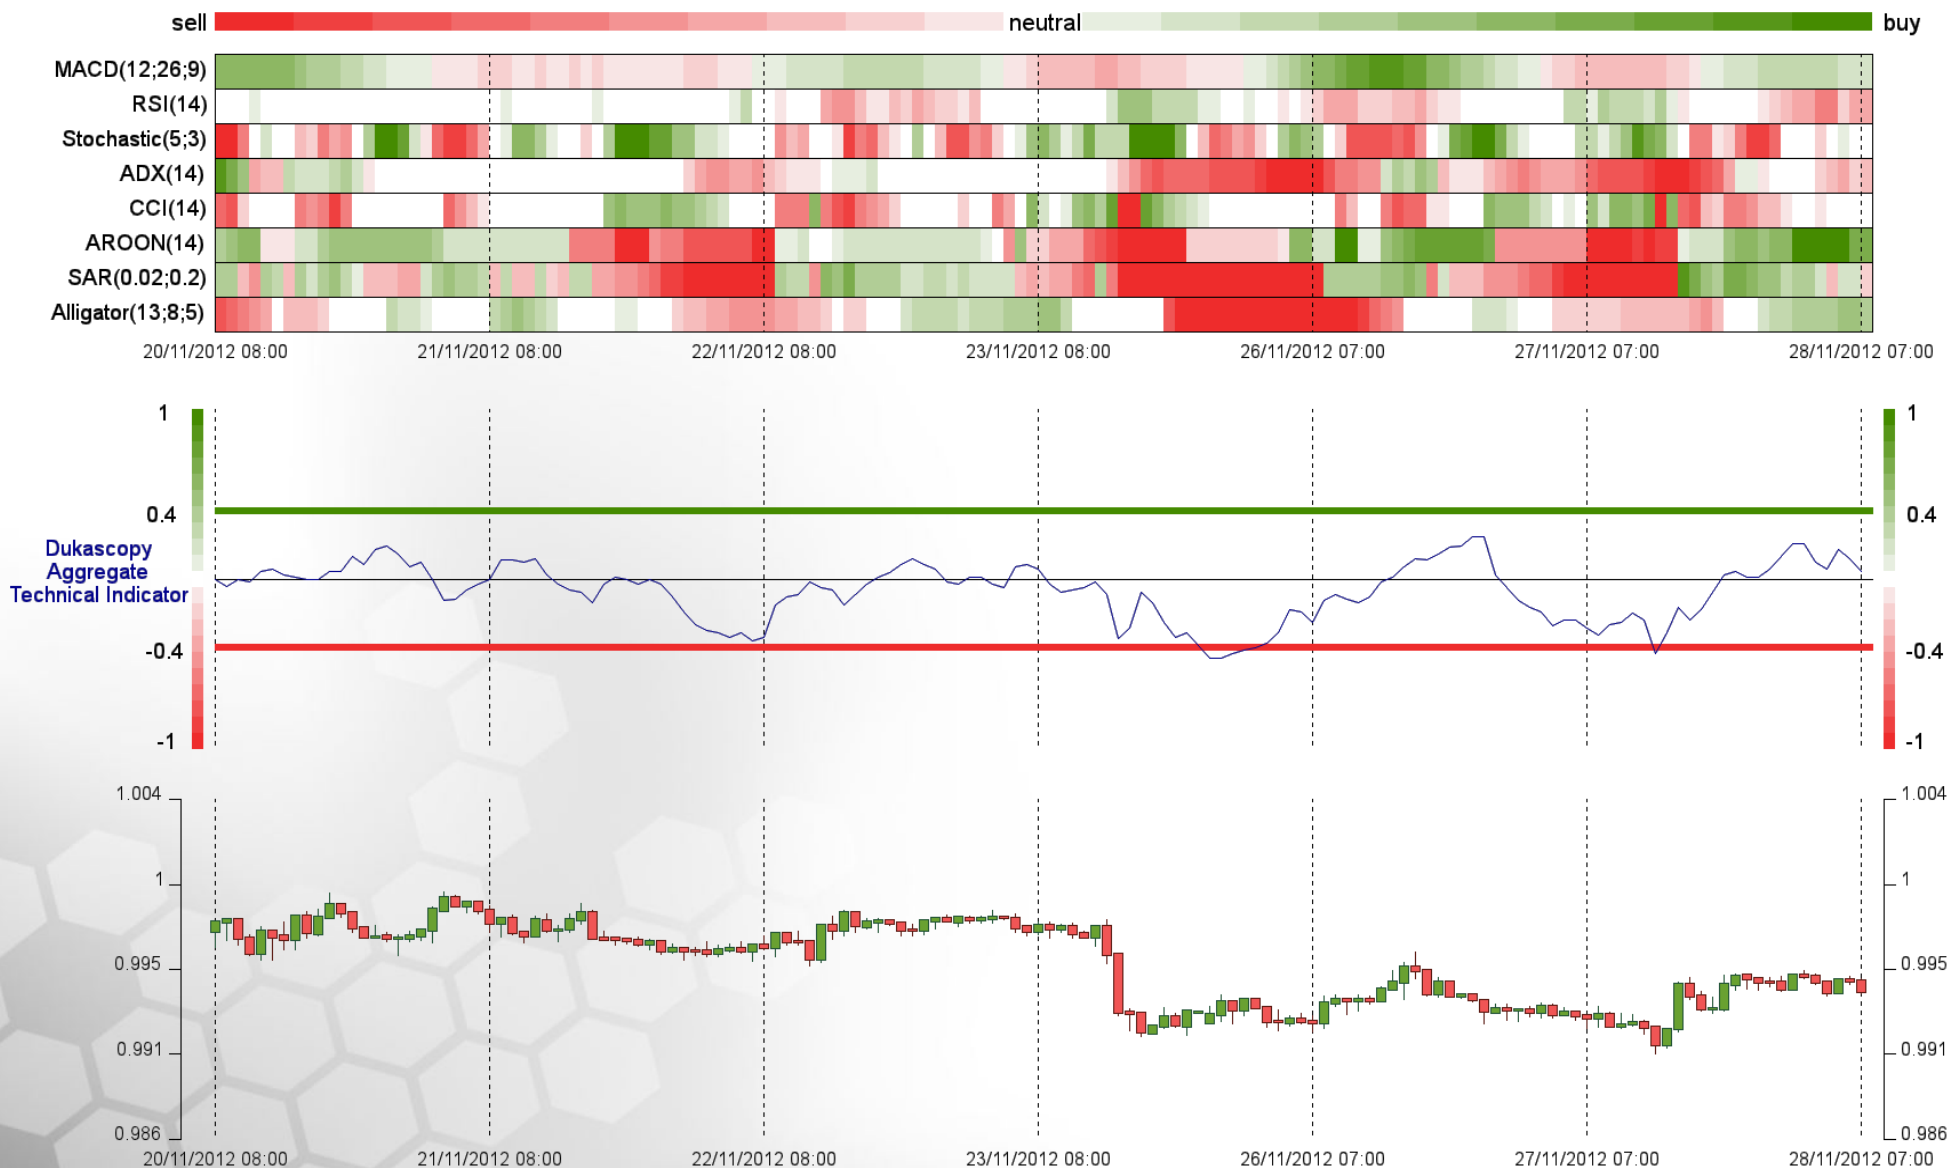 sell neutral buy
MACD(12;26;9)
RSI(14)
Stochastic(5;3)
ADX(14)
CCI(14)
AROON(14)
SAR(0.02;0.2)
Alligator(13;8;5)
20/11/2012 08:00 21/11/2012 08:00 22/11/2012 08:00 23/11/2012 08:00 26/11/2012 07:00 27/11/2012 07:00 28/11/2012 07:00
1 1
0.4 0.4
Dukascopy
Aggregate
Technical Indicator
-0.4 -0.4
-1 -1
1.004 1.004
1 1
0.995 0.995
0.991 0.991
0.986 0.986
20/11/2012 08:00 21/11/2012 08:00 22/11/2012 08:00 23/11/2012 08:00 26/11/2012 07:00 27/11/2012 07:00 28/11/2012 07:00